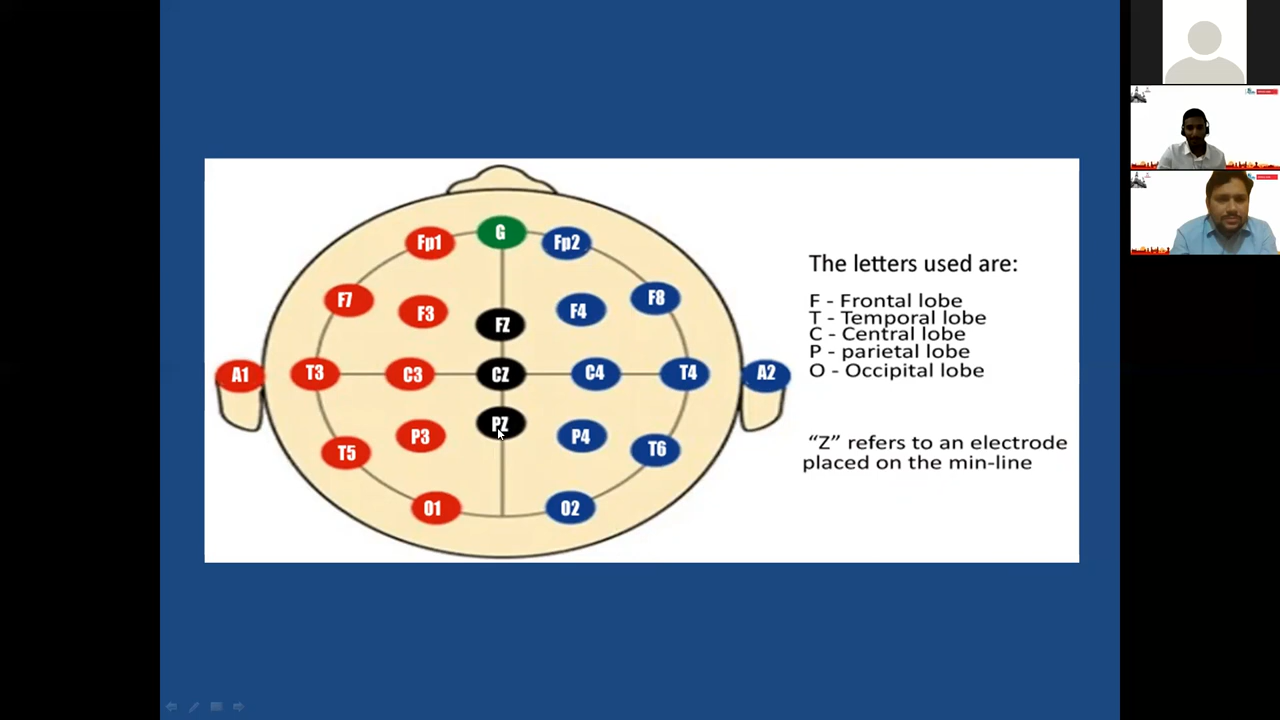 G
Fp1 Fp2
F7 F8
F3 F4
FZ
A1 T3 C3 CZ C4 T4 A2
PZ
P3 P4
T5 T6
O1 O2
The letters used are:
F - Frontal lobe
T - Temporal lobe
C - Central lobe
P - parietal lobe
O - Occipital lobe
“Z” refers to an electrode
placed on the min-line